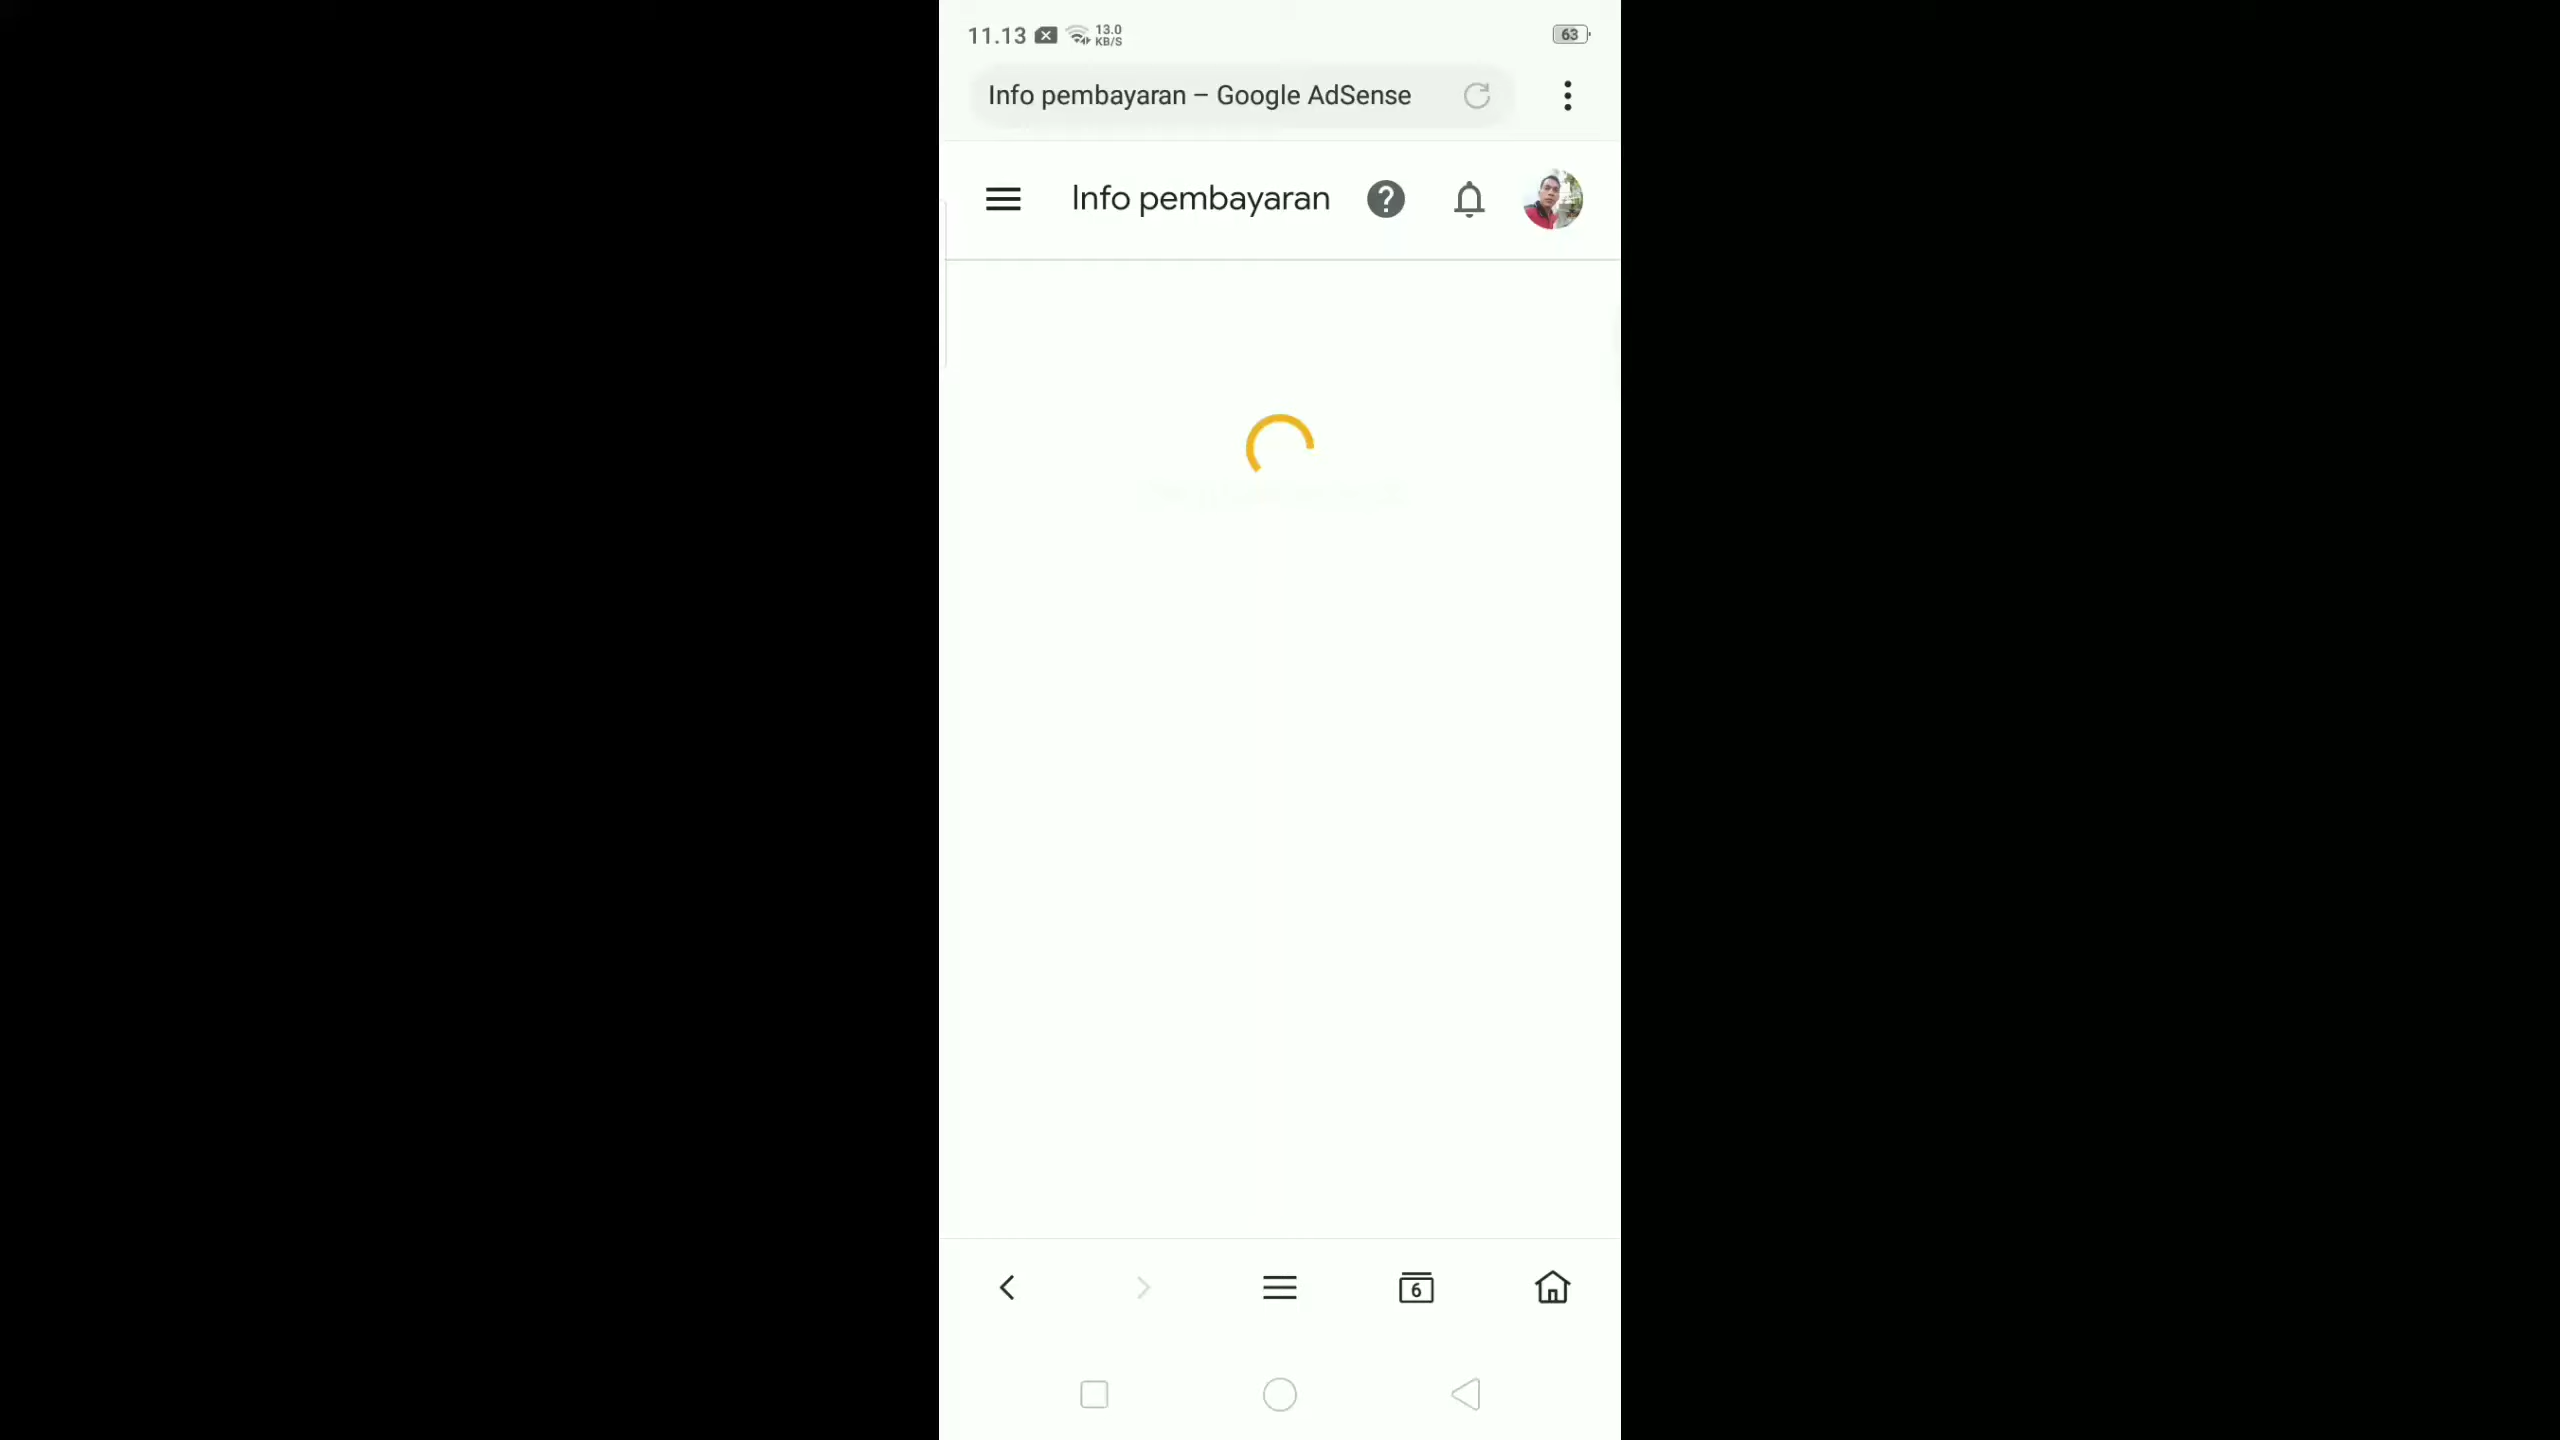 11.13 13.0 KB/S 63
Info pembayaran – Google AdSense
Info pembayaran
6